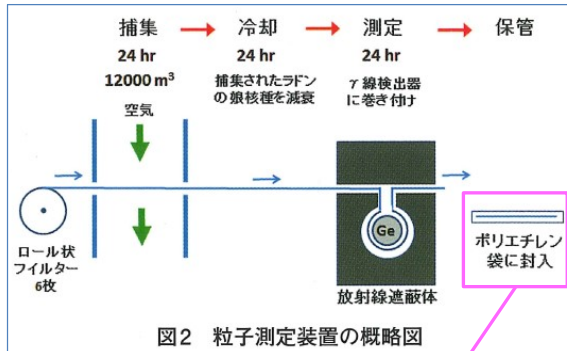 捕集 → 冷却 → 測定 → 保管
24 hr 24 hr 24 hr
12000 m³ 捕集されたラドン γ線検出器
の娘核種を減衰 に巻き付け
空気
Ge
ロール状
フイルター
6枚
ポリエチレン
袋に封入
放射線遮蔽体
図2 粒子測定装置の概略図